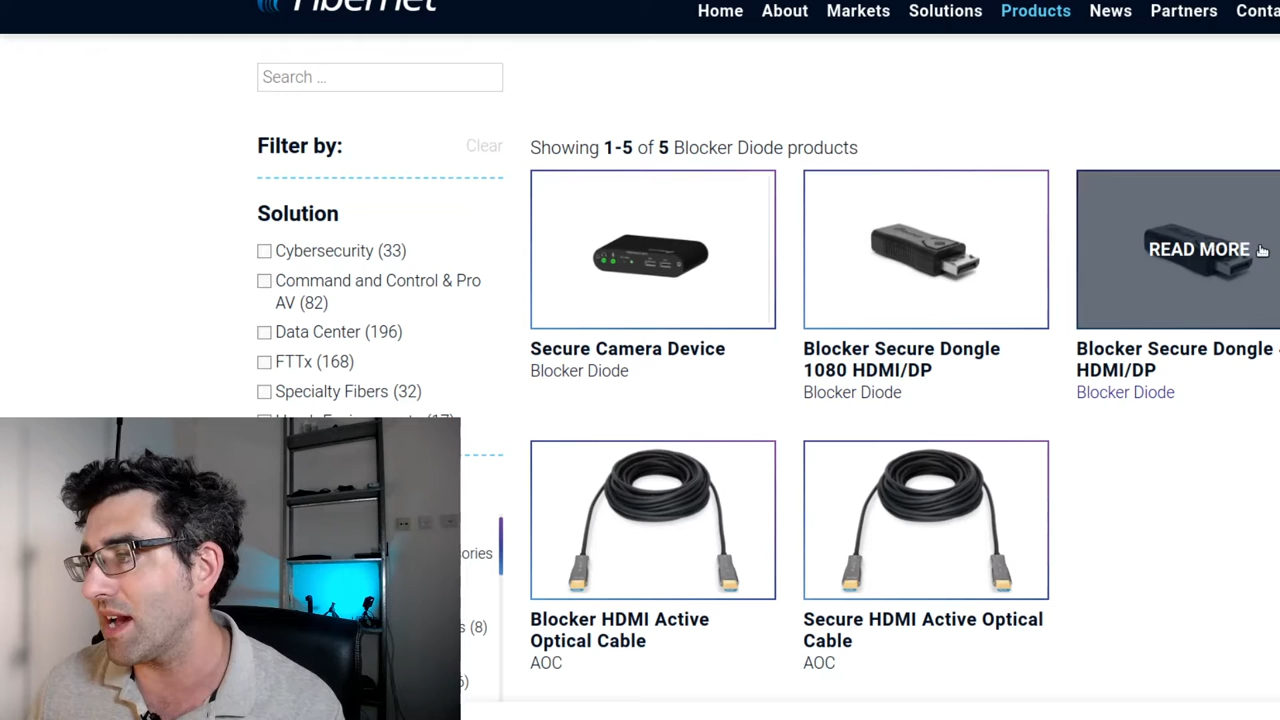 Fibernet
Home About Markets Solutions Products News Partners
Search ...
Filter by:
Clear
Solution
Cybersecurity (33)
Command and Control & Pro
AV (82)
Data Center (196)
FTTx (168)
Specialty Fibers (32)
Showing 1-5 of 5 Blocker Diode products
READ MORE
Secure Camera Device
Blocker Diode
Blocker Secure Dongle
1080 HDMI/DP
Blocker Diode
Blocker Secure Dongle
HDMI/DP
Blocker Diode
Blocker HDMI Active
Optical Cable
AOC
Secure HDMI Active Optical
Cable
AOC
(8)